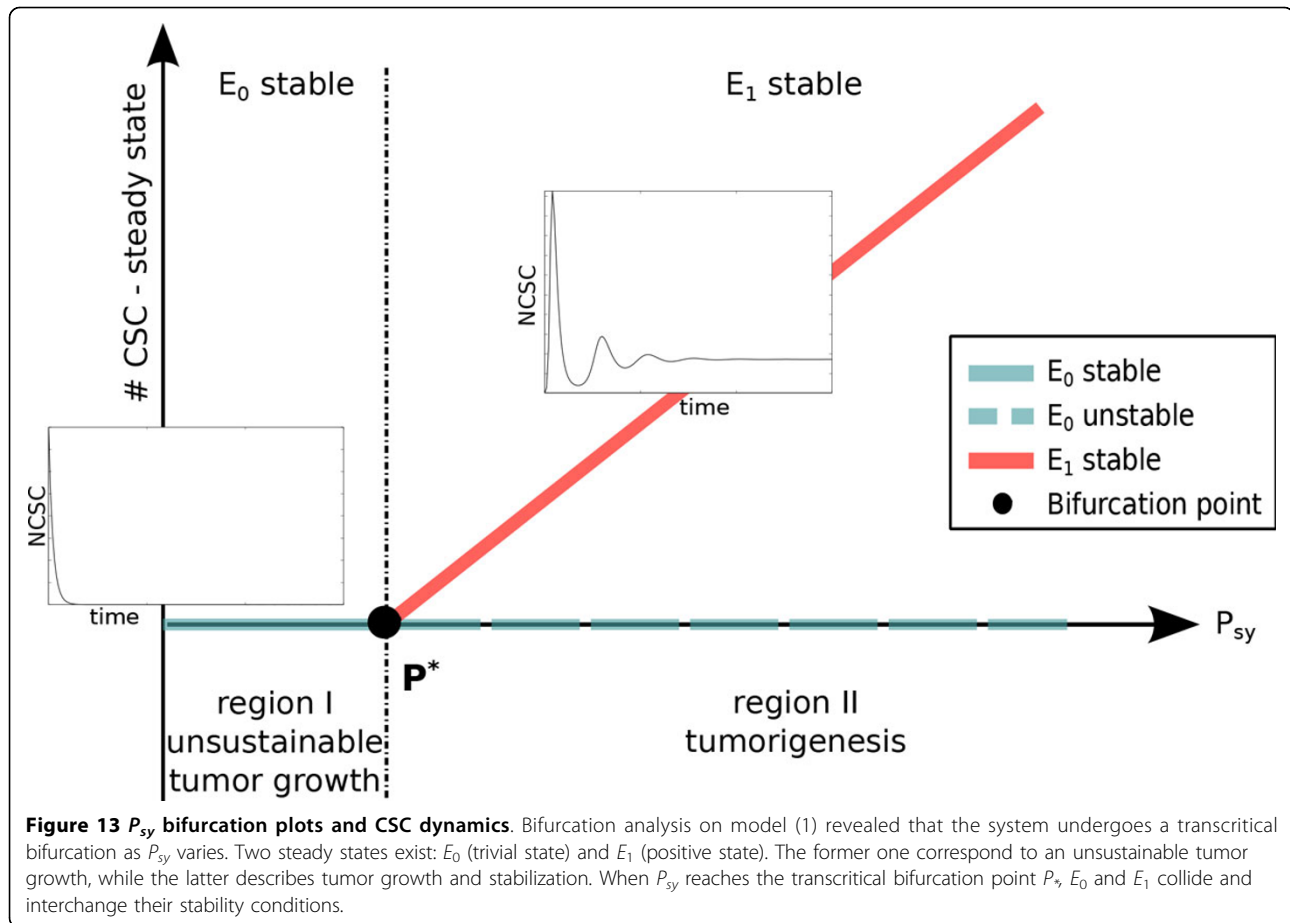 # CSC - steady state
E₀ stable
E₁ stable
NCSC
time
NCSC
time
E₀ stable
E₀ unstable
E₁ stable
Bifurcation point
P*
Pₛᵧ
region I
unsustainable
tumor growth
region II
tumorigenesis
Figure 13 Pₛᵧ bifurcation plots and CSC dynamics. Bifurcation analysis on model (1) revealed that the system undergoes a transcritical
bifurcation as Pₛᵧ varies. Two steady states exist: E₀ (trivial state) and E₁ (positive state). The former one correspond to an unsustainable tumor
growth, while the latter describes tumor growth and stabilization. When Pₛᵧ reaches the transcritical bifurcation point P*, E₀ and E₁ collide and
interchange their stability conditions.